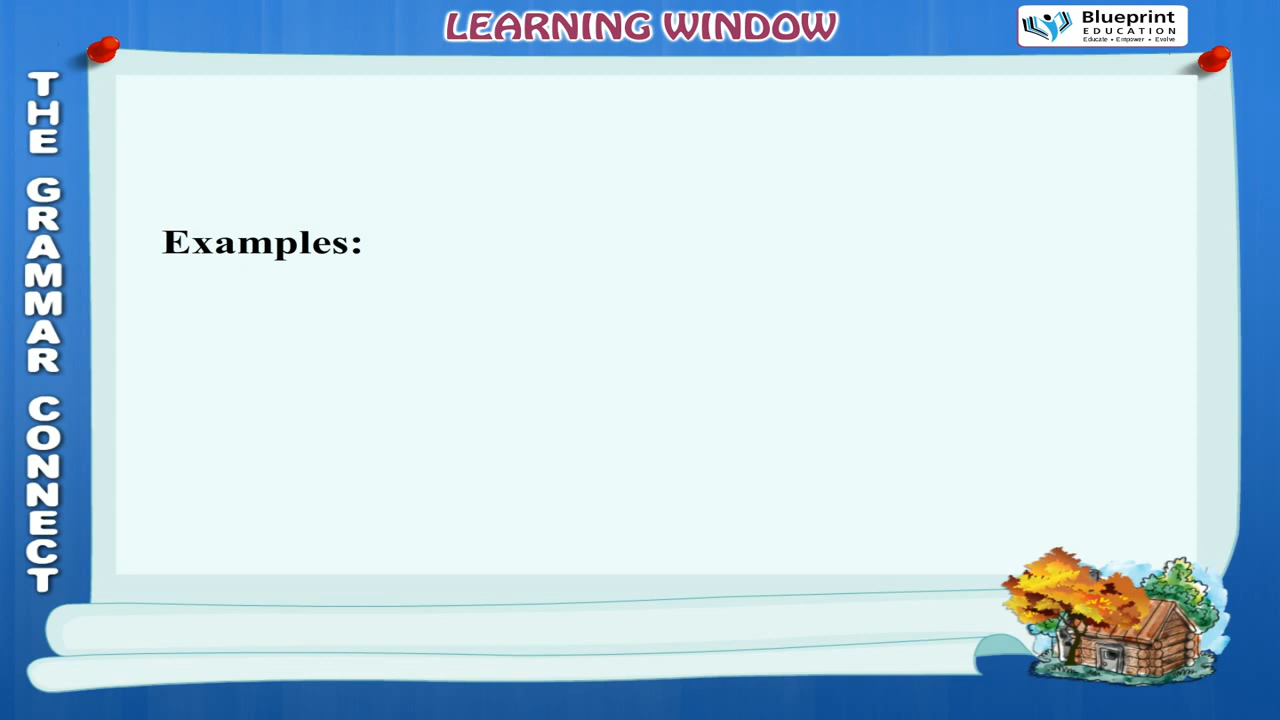 LEARNING WINDOW
Blueprint
EDUCATION
Educate • Empower • Evolve
THE GRAMMAR CONNECT
Examples: